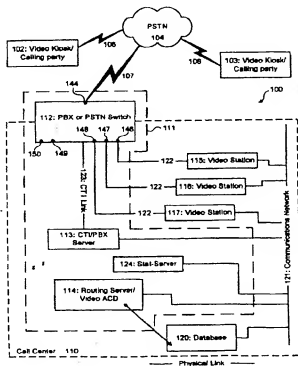 PSTN
104
102: Video Kiosk/
Calling party
103: Video Kiosk/
Calling party
106
108
107
144
100
112: PBX or PSTN Switch
148 147 146
150 149
111
122
115: Video Station
122
116: Video Station
122
117: Video Station
123: CTI Link
113: CTI/PBX
Server
124: Stat-Server
114: Routing Server/
Video ACD
120: Database
121: Communications Network
Call Center 110
Physical Link